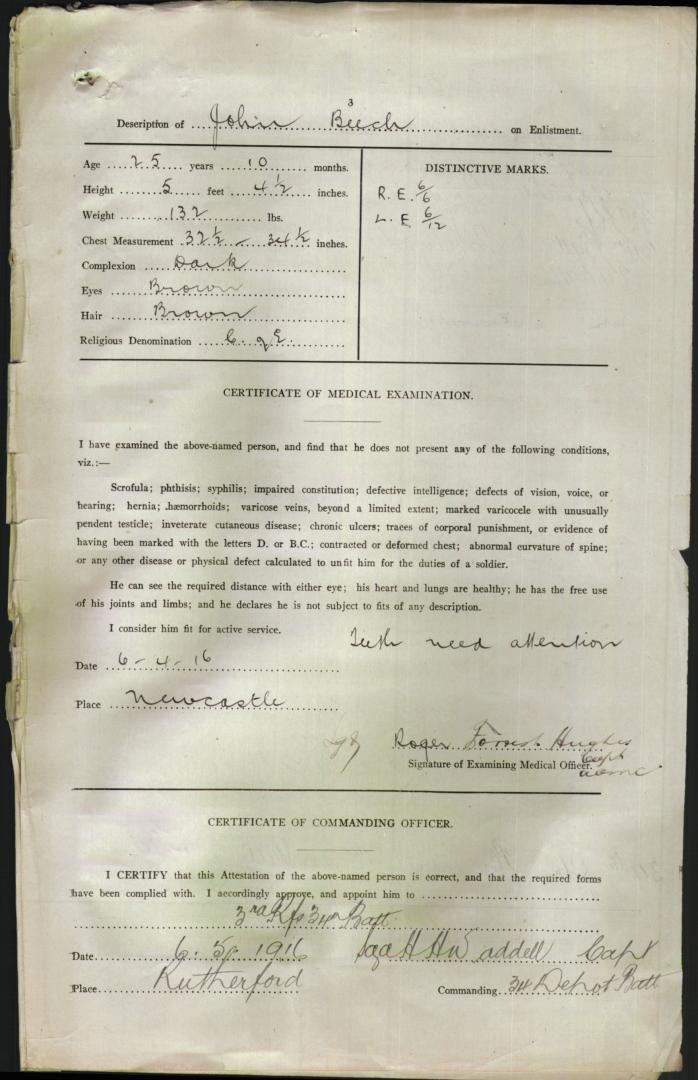 3
Description of John Beech on Enlistment.
Age 25 years 10 months.
Height 5 feet 4½ inches.
Weight 132 lbs.
Chest Measurement 32½ – 34½ inches.
Complexion Dark
Eyes Brown
Hair Brown
Religious Denomination C. of E.
DISTINCTIVE MARKS.
R. E. 6/6
L. E. 6/12
CERTIFICATE OF MEDICAL EXAMINATION.
I have examined the above-named person, and find that he does not present any of the following conditions,
viz.:—
Scrofula; phthisis; syphilis; impaired constitution; defective intelligence; defects of vision, voice, or
hearing; hernia; hæmorrhoids; varicose veins, beyond a limited extent; marked varicocele with unusually
pendent testicle; inveterate cutaneous disease; chronic ulcers; traces of corporal punishment, or evidence of
having been marked with the letters D. or B.C.; contracted or deformed chest; abnormal curvature of spine;
or any other disease or physical defect calculated to unfit him for the duties of a soldier.
He can see the required distance with either eye; his heart and lungs are healthy; he has the free use
of his joints and limbs; and he declares he is not subject to fits of any description.
I consider him fit for active service.
Teeth need attention
Date 6-4-16
Place Newcastle
Roger Forrest Hughes
Capt
Signature of Examining Medical Officer.
aamc
CERTIFICATE OF COMMANDING OFFICER.
I CERTIFY that this Attestation of the above-named person is correct, and that the required forms
have been complied with. I accordingly approve, and appoint him to
3rd Rfs 34 Batt
Date 6. 5. 1916 Waddell Capt
Place Rutherford Commanding 34 Depot Batt